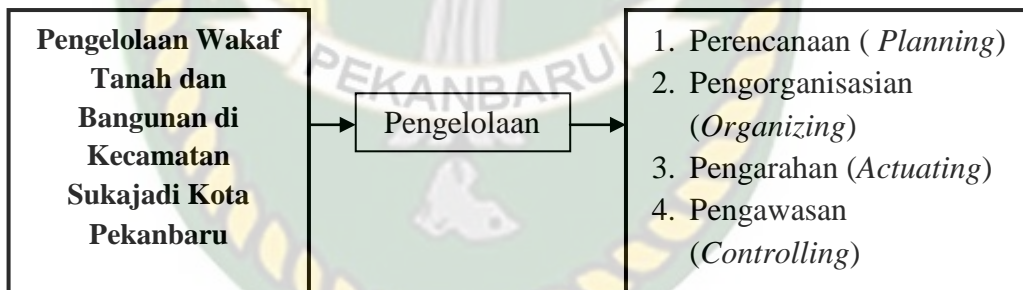 Pengelolaan Wakaf
Tanah dan
Bangunan di
Kecamatan
Sukajadi Kota
Pekanbaru
PEKANBARU
Pengelolaan
1. Perencanaan ( Planning)
2. Pengorganisasian
(Organizing)
3. Pengarahan (Actuating)
4. Pengawasan
(Controlling)